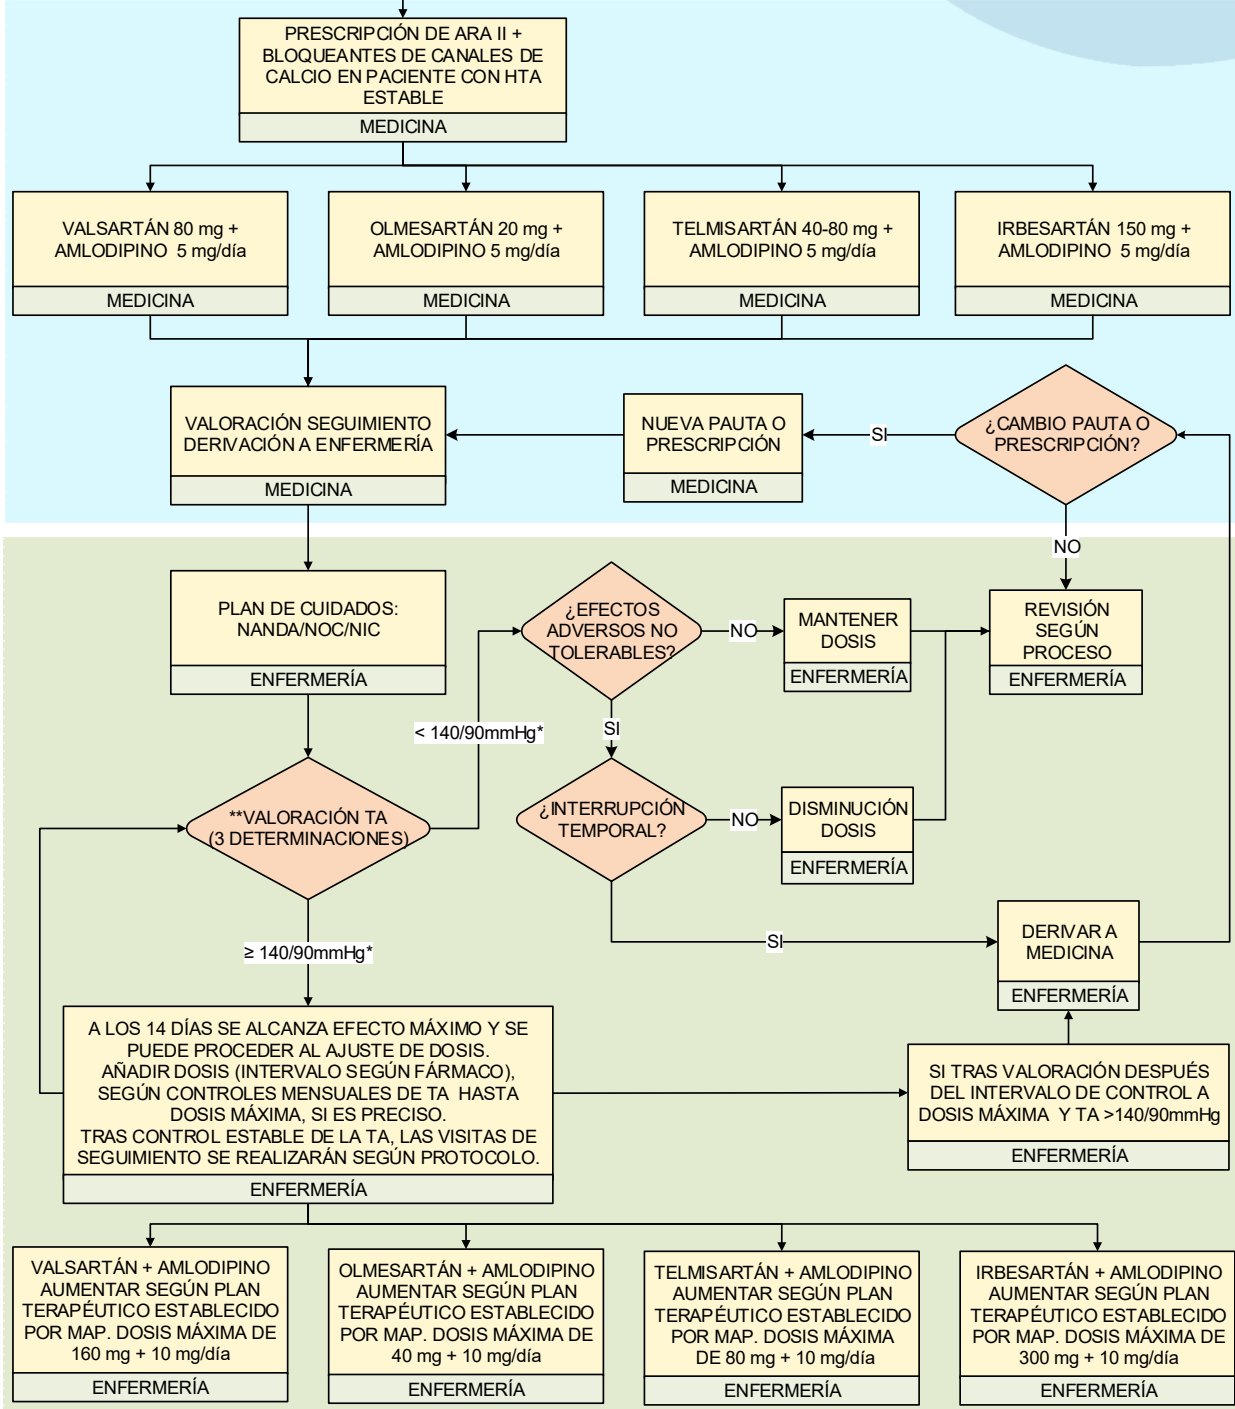 PRESCRIPCIÓN DE ARA II +
BLOQUEANTES DE CANALES DE
CALCIO EN PACIENTE CON HTA
ESTABLE
MEDICINA
VALSARTÁN 80 mg +
AMLODIPINO 5 mg/día
MEDICINA
OLMESARTÁN 20 mg +
AMLODIPINO 5 mg/día
MEDICINA
TELMISARTÁN 40-80 mg +
AMLODIPINO 5 mg/día
MEDICINA
IRBESARTÁN 150 mg +
AMLODIPINO 5 mg/día
MEDICINA
VALORACIÓN SEGUIMIENTO
DERIVACIÓN A ENFERMERÍA
MEDICINA
NUEVA PAUTA O
PRESCRIPCIÓN
MEDICINA
SI
¿CAMBIO PAUTA O
PRESCRIPCIÓN?
NO
PLAN DE CUIDADOS:
NANDA/NOC/NIC
ENFERMERÍA
¿EFECTOS
ADVERSOS NO
TOLERABLES?
NO
MANTENER
DOSIS
ENFERMERÍA
REVISIÓN
SEGÚN
PROCESO
ENFERMERÍA
< 140/90mmHg*
SI
**VALORACIÓN TA
(3 DETERMINACIONES)
¿INTERRUPCIÓN
TEMPORAL?
NO
DISMINUCIÓN
DOSIS
ENFERMERÍA
≥ 140/90mmHg*
SI
DERIVAR A
MEDICINA
ENFERMERÍA
A LOS 14 DÍAS SE ALCANZA EFECTO MÁXIMO Y SE
PUEDE PROCEDER AL AJUSTE DE DOSIS.
AÑADIR DOSIS (INTERVALO SEGÚN FÁRMACO),
SEGÚN CONTROLES MENSUALES DE TA HASTA
DOSIS MÁXIMA, SI ES PRECISO.
TRAS CONTROL ESTABLE DE LA TA, LAS VISITAS DE
SEGUIMIENTO SE REALIZARÁN SEGÚN PROTOCOLO.
ENFERMERÍA
SI TRAS VALORACIÓN DESPUÉS
DEL INTERVALO DE CONTROL A
DOSIS MÁXIMA Y TA >140/90mmHg
ENFERMERÍA
VALSARTÁN + AMLODIPINO
AUMENTAR SEGÚN PLAN
TERAPÉUTICO ESTABLECIDO
POR MAP. DOSIS MÁXIMA DE
160 mg + 10 mg/día
ENFERMERÍA
OLMESARTÁN + AMLODIPINO
AUMENTAR SEGÚN PLAN
TERAPÉUTICO ESTABLECIDO
POR MAP. DOSIS MÁXIMA DE
40 mg + 10 mg/día
ENFERMERÍA
TELMISARTÁN + AMLODIPINO
AUMENTAR SEGÚN PLAN
TERAPÉUTICO ESTABLECIDO
POR MAP. DOSIS MÁXIMA
DE 80 mg + 10 mg/día
ENFERMERÍA
IRBESARTÁN + AMLODIPINO
AUMENTAR SEGÚN PLAN
TERAPÉUTICO ESTABLECIDO
POR MAP. DOSIS MÁXIMA DE
300 mg + 10 mg/día
ENFERMERÍA